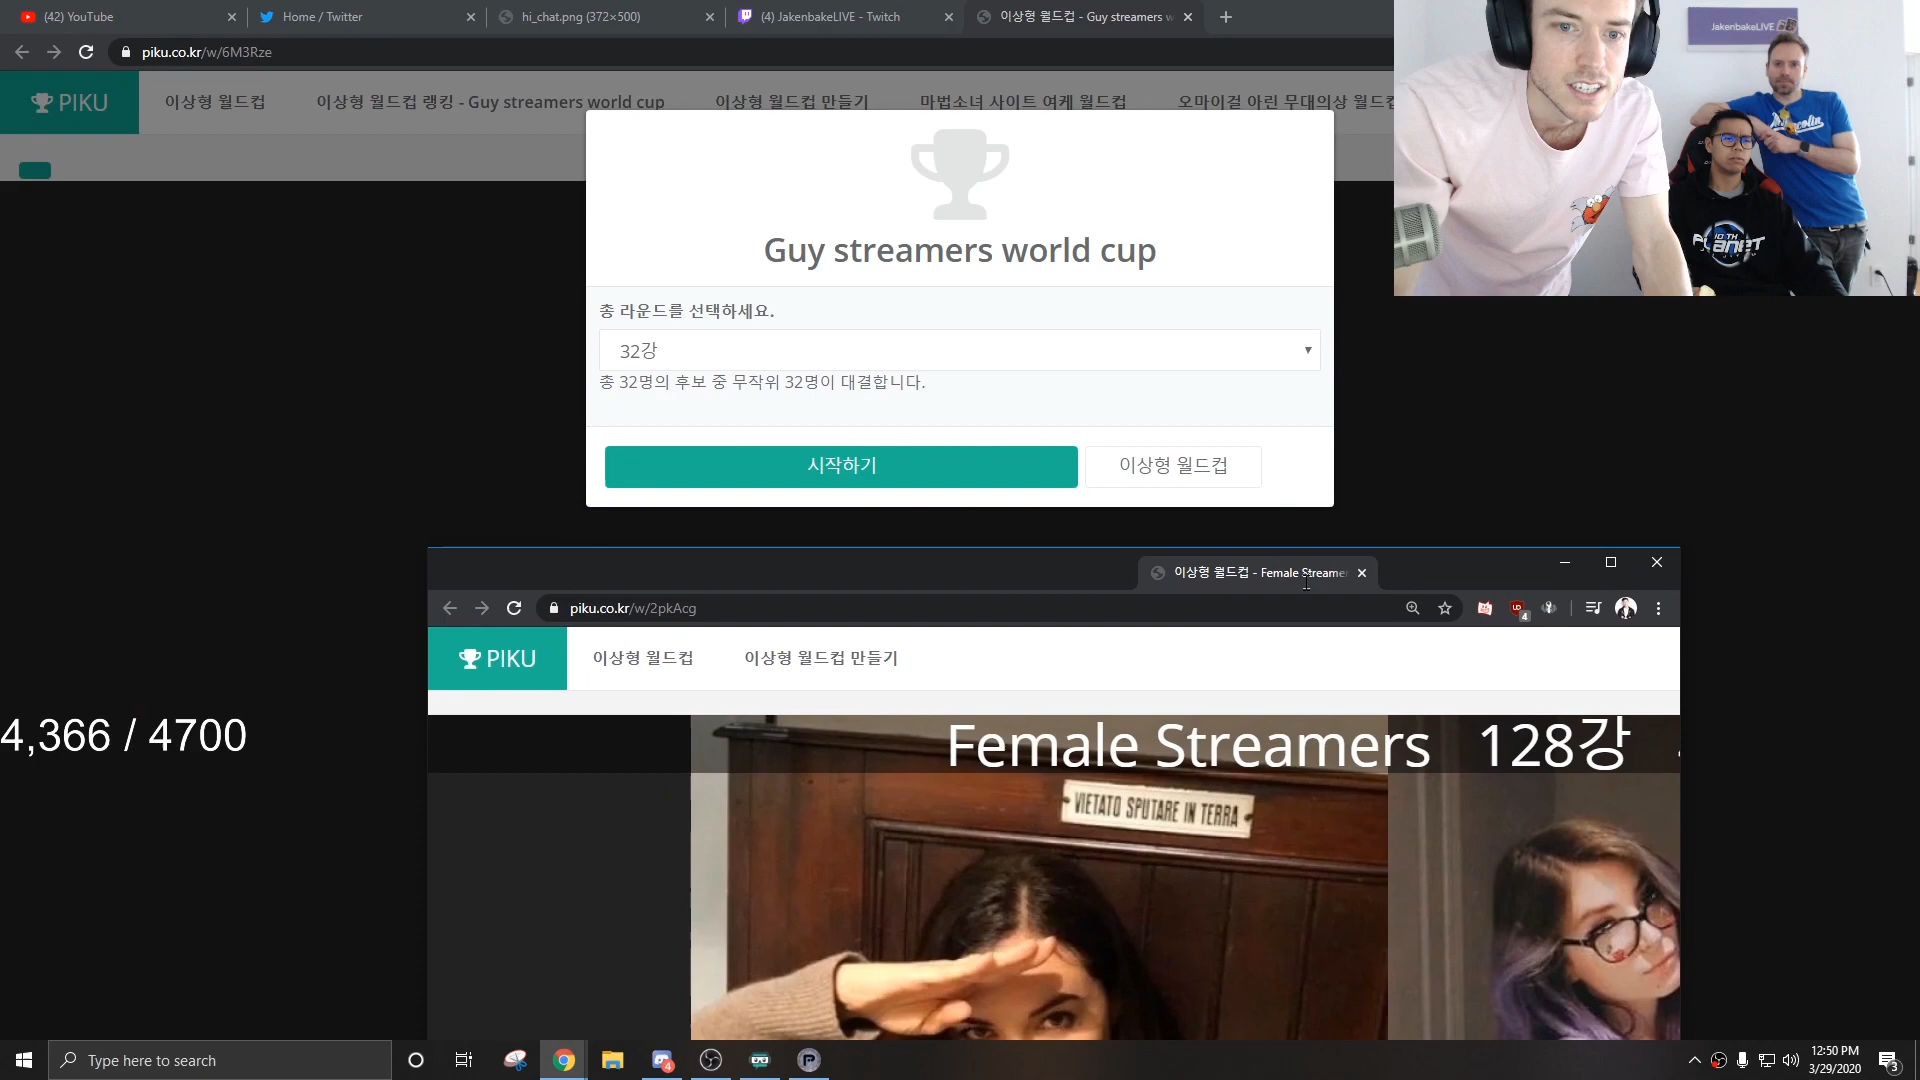 (42) YouTube
Home / Twitter
hi_chat.png (372×500)
(4) JakenbakeLIVE - Twitch
이상형 월드컵 - Guy streamers w
piku.co.kr/w/6M3Rze
PIKU
이상형 월드컵
이상형 월드컵 랭킹 - Guy streamers world cup
이상형 월드컵 만들기
마법소녀 사이트 여케 월드컵
오마이걸 아린 무대의상 월드컵
JakenbakeLIVE
10TH
PLANET
Guy streamers world cup
총 라운드를 선택하세요.
32강
총 32명의 후보 중 무작위 32명이 대결합니다.
시작하기
이상형 월드컵
이상형 월드컵 - Female Streamer
piku.co.kr/w/2pkAcg
4
PIKU
이상형 월드컵
이상형 월드컵 만들기
4,366 / 4700
Female Streamers 128강
VIETATO SPUTARE IN TERRA
Type here to search
4
12:50 PM
3/29/2020
3